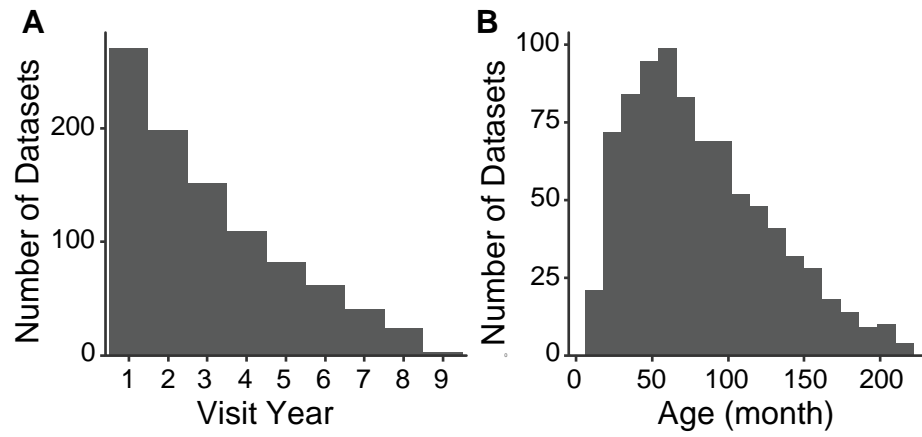 A
Number of Datasets
200
100
0
1 2 3 4 5 6 7 8 9
Visit Year
B
Number of Datasets
100
75
50
25
0
0 50 100 150 200
Age (month)